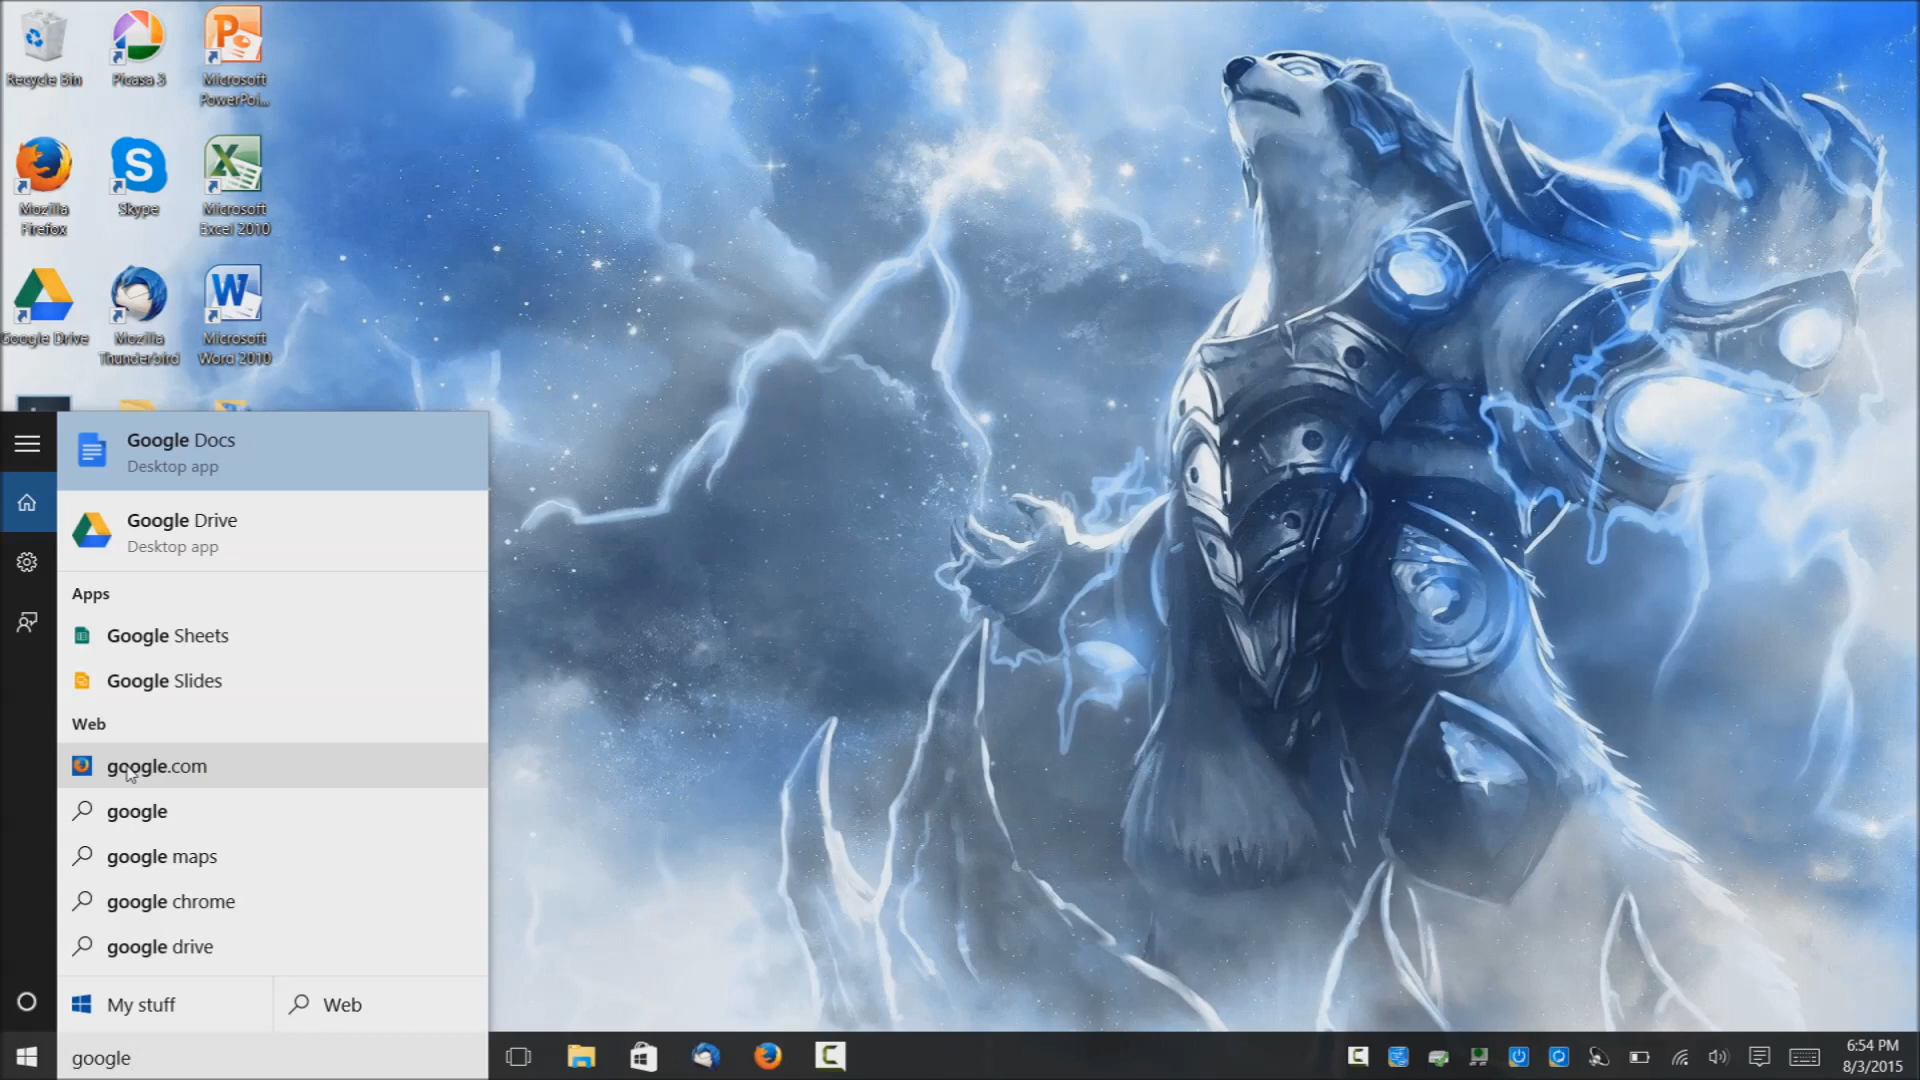 Recycle Bin
Picasa 3
Microsoft
PowerPoi...
Mozilla
Firefox
Skype
Microsoft
Excel 2010
Google Drive
Mozilla
Thunderbird
Microsoft
Word 2010
Google Docs
Desktop app
Google Drive
Desktop app
Apps
Google Sheets
Google Slides
Web
google.com
google
google maps
google chrome
google drive
My stuff
Web
google
6:54 PM
8/3/2015